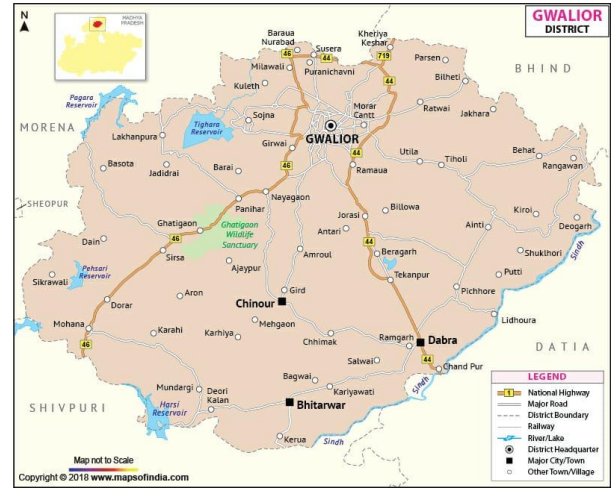 N
MADHYA
PRADESH
GWALIOR
DISTRICT
Baraua
Nurabad
46
Susera
44
Kheriya
Keshar
719
Milawali
Puranichavni
44
Parsen
BHIND
Kuleth
Bilheti
Pagara
Reservoir
Tighara
Reservoir
Sojna
Morar
Cantt
Ratwai
Jakhara
MORENA
Lakhanpura
GWALIOR
Girwai
44
Utila
Tiholi
Behat
Rangawan
Basota
Jadidrai
Barai
46
Ramaua
SHEOPUR
Panihar
Nayagaon
Billowa
Kiroi
Deogarh
Ghatigaon
Ghatigaon
Wildlife
Sanctuary
Jorasi
Antari
Ainti
Dain
46
Sirsa
44
Beragarh
Shuklhori
Sindh
Amroul
Pehsari
Reservoir
Ajaypur
Tekanpur
Putti
Sikrawali
Aron
Gird
Pichhore
Dorar
Chinour
Lidhoura
Mohana
Karahi
Mehgaon
Karhiya
Chhimak
Ramgarh
Dabra
DATIA
46
Salwai
44
Chand Pur
Mundargi
Deori
Kalan
Bagwai
Kariyawati
Sindh
SHIVPURI
Harsi
Reservoir
Bhitarwar
Kerua
Sindh
LEGEND
1 National Highway
Major Road
District Boundary
Railway
River/Lake
District Headquarter
Major City/Town
Other Town/Village
Map not to Scale
Copyright © 2018 www.mapsofindia.com